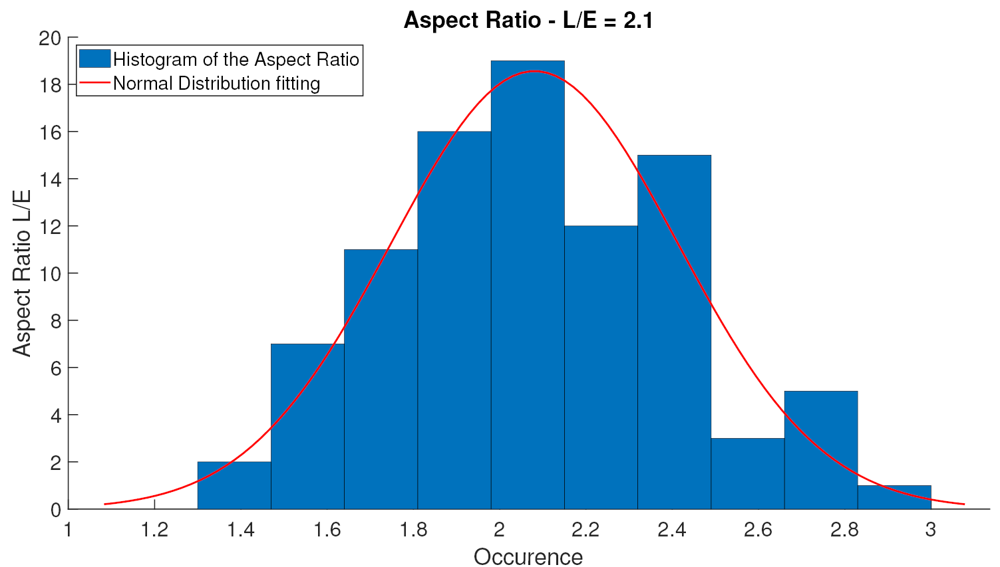 Aspect Ratio - L/E = 2.1
20
Histogram of the Aspect Ratio
Normal Distribution fitting
18
16
14
12
10
8
6
4
2
0
Aspect Ratio L/E
1 1.2 1.4 1.6 1.8 2 2.2 2.4 2.6 2.8 3
Occurence